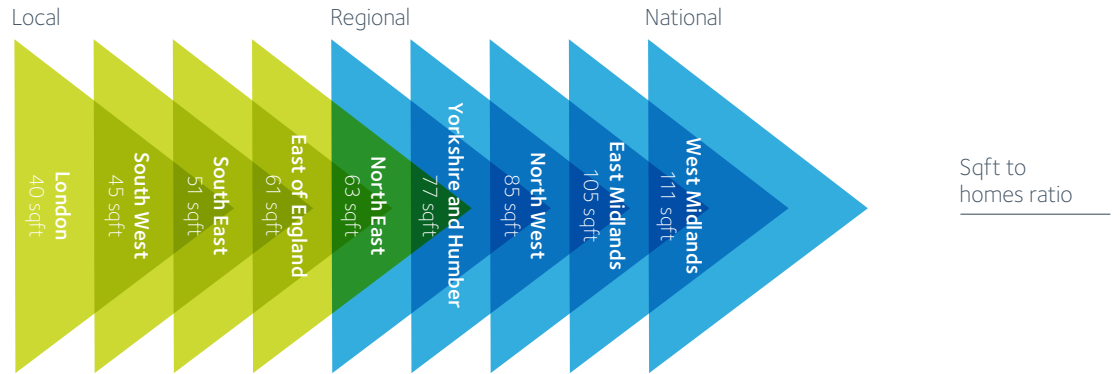 Local
Regional
National
London
40 sqft
South West
45 sqft
South East
51 sqft
East of England
61 sqft
North East
63 sqft
Yorkshire and Humber
77 sqft
North West
85 sqft
East Midlands
105 sqft
West Midlands
111 sqft
Sqft to
homes ratio